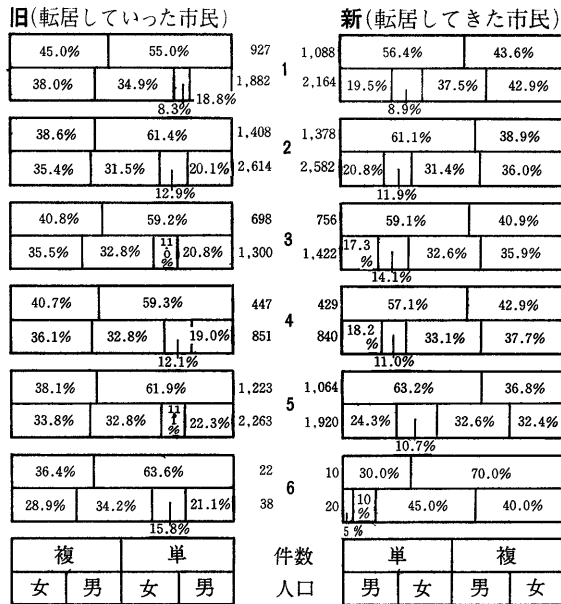 旧(転居していった市民) 新(転居してきた市民)
45.0% 55.0% 927 1,088 56.4% 43.6%
1
38.0% 34.9% 18.8% 1,882 2,164 19.5% 37.5% 42.9%
8.3% 8.9%
38.6% 61.4% 1,408 1,378 61.1% 38.9%
2
35.4% 31.5% 20.1% 2,614 2,582 20.8% 31.4% 36.0%
12.9% 11.9%
40.8% 59.2% 698 756 59.1% 40.9%
3
35.5% 32.8% 11.0% 20.8% 1,300 1,422 17.3% 32.6% 35.9%
14.1%
40.7% 59.3% 447 429 57.1% 42.9%
4
36.1% 32.8% 19.0% 851 840 18.2% 33.1% 37.7%
12.1% 11.0%
38.1% 61.9% 1,223 1,064 63.2% 36.8%
5
33.8% 32.8% 22.3% 2,263 1,920 24.3% 32.6% 32.4%
10.7%
36.4% 63.6% 22 10 30.0% 70.0%
6
28.9% 34.2% 21.1% 38 20 10% 45.0% 40.0%
15.8% 5%
複 単 件数 単 複
女 男 女 男 人口 男 女 男 女